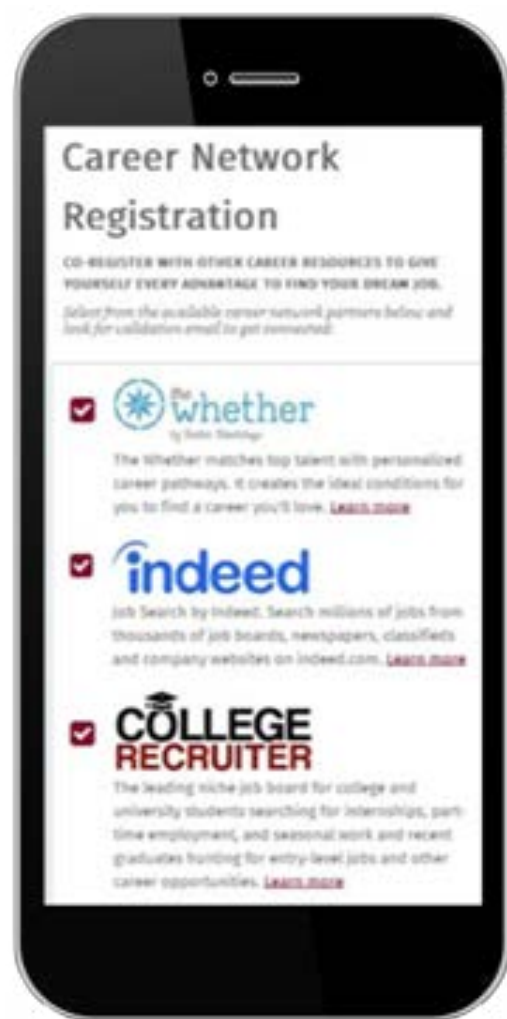 Career Network
Registration
CO-REGISTER WITH OTHER CAREER RESOURCES TO GIVE
YOURSELF EVERY ADVANTAGE TO FIND YOUR DREAM JOB.
Select from the available career network partners below and
look for validation email to get connected:
the
whether
The Whether matches top talent with personalized
career pathways. It creates the ideal conditions for
you to find a career you'll love. Learn more
indeed
Job Search by Indeed. Search millions of jobs from
thousands of job boards, newspapers, classifieds
and company websites on indeed.com. Learn more
COLLEGE
RECRUITER
The leading niche job board for college and
university students searching for internships, part-
time employment, and seasonal work and recent
graduates hunting for entry-level jobs and other
career opportunities. Learn more